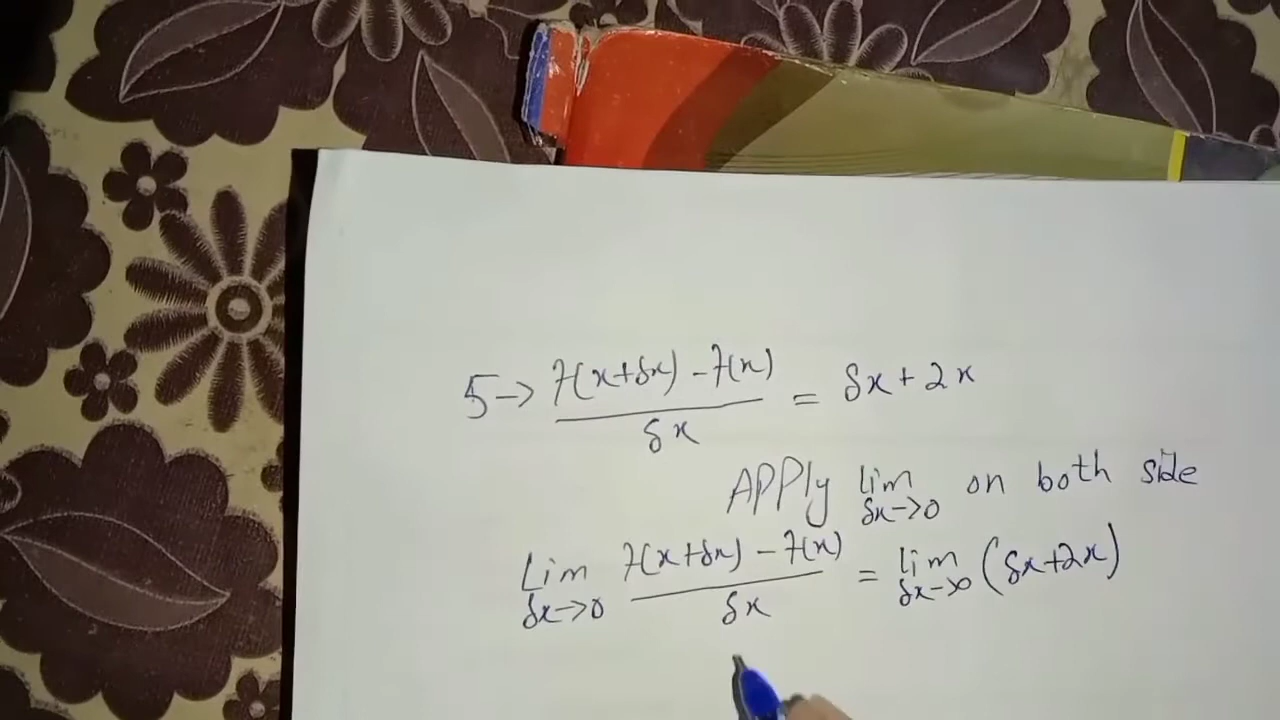 5→ f(x+δx) - f(x) / δx = δx + 2x
APPly lim δx→0 on both side
Lim δx→0 f(x+δx) - f(x) / δx = lim δx→0 (δx+2x)